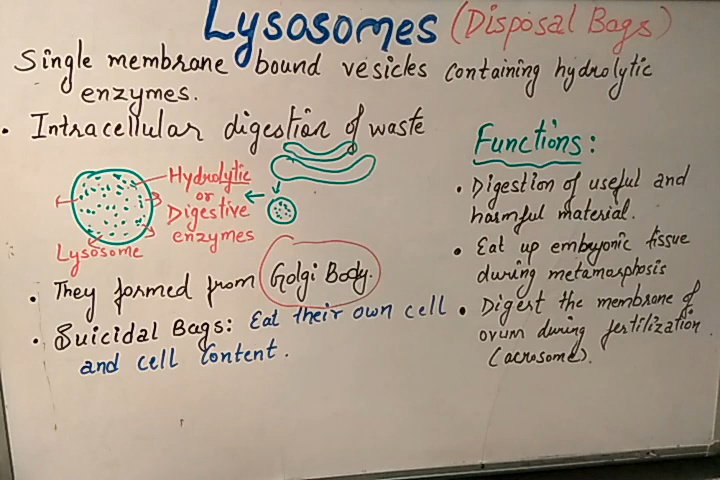 Lysosomes (Disposal Bags)
Single membrane bound vesicles containing hydrolytic
enzymes.
• Intracellular digestion of waste
Hydrolytic
or
Digestive
enzymes
Lysosome
• They formed from Golgi Body.
• Suicidal Bags: Eat their own cell
and cell content.
Functions:
• Digestion of useful and
harmful material.
• Eat up embryonic tissue
during metamorphosis
• Digest the membrane of
ovum during fertilization
(acrosome).